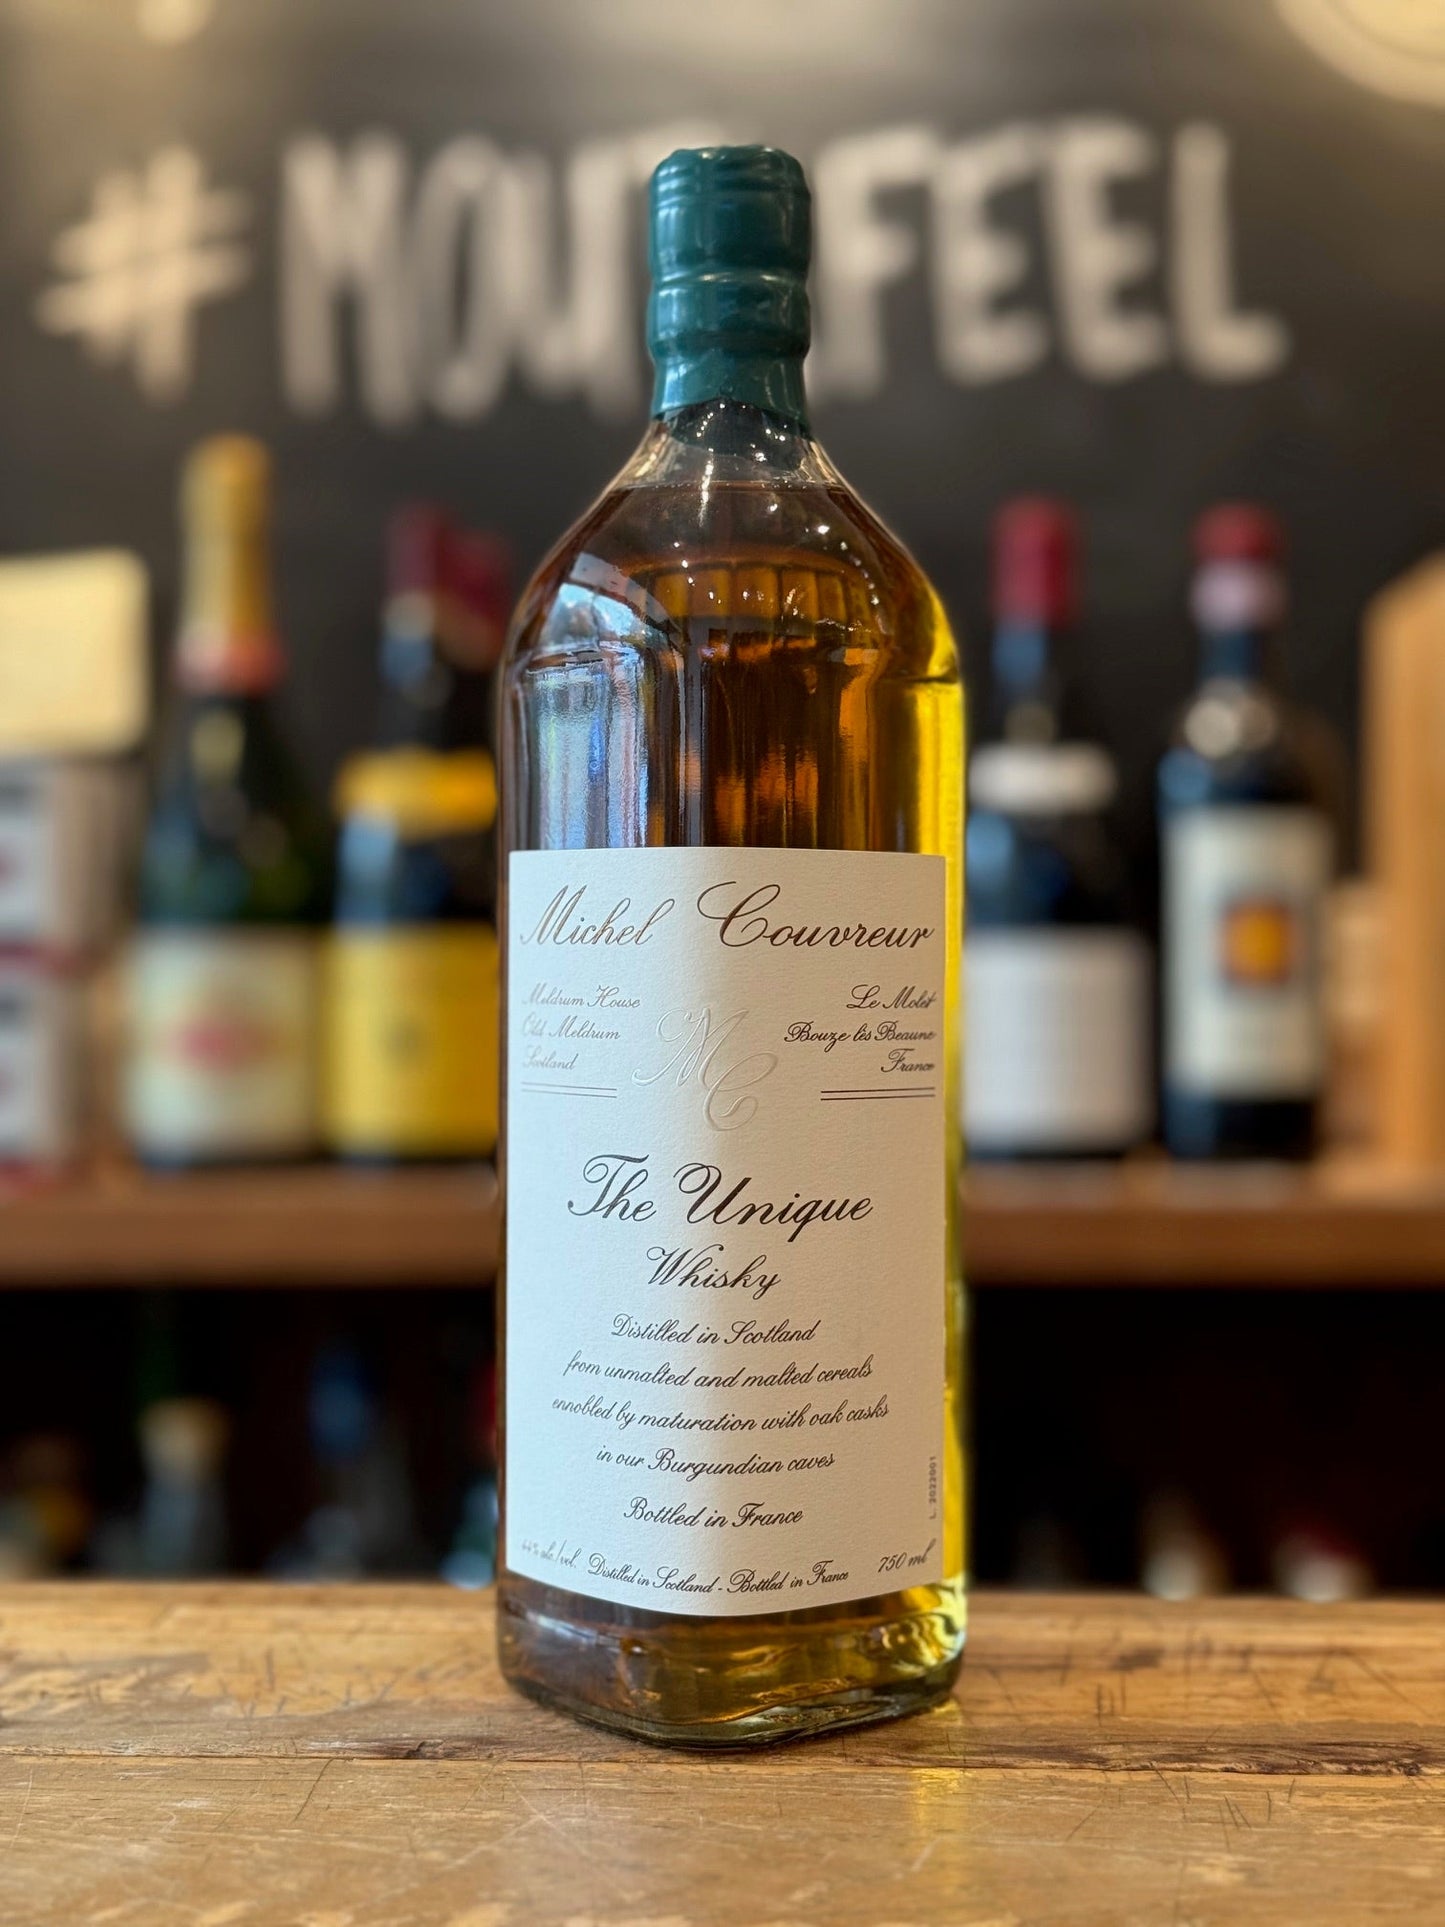 # MOUTHFEEL
Michel Couvreur
Meldrum House
Old Meldrum
Scotland
Le Molet
Bouze lès Beaune
France
MC
The Unique
Whisky
Distilled in Scotland
from unmalted and malted cereals
ennobled by maturation with oak casks
in our Burgundian caves
Bottled in France
L. 2022001
44% alc./vol. Distilled in Scotland - Bottled in France 750 ml